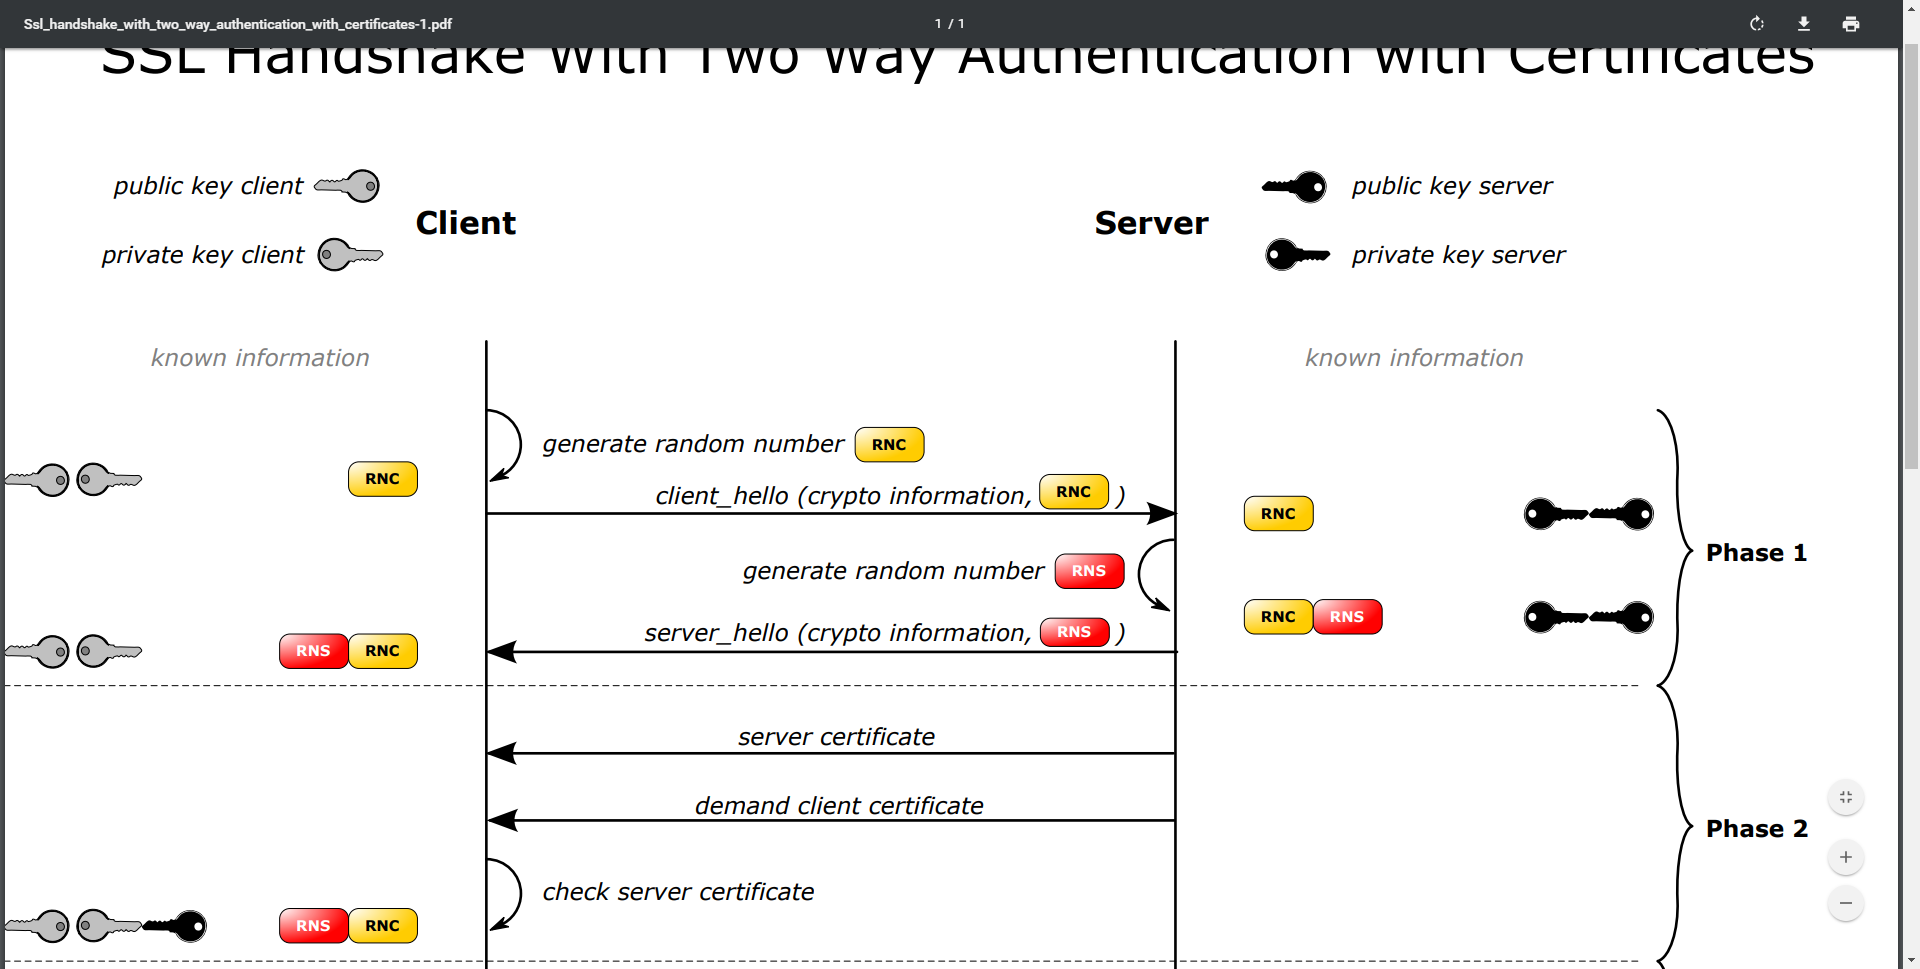 Ssl_handshake_with_two_way_authentication_with_certificates-1.pdf
1 / 1
SSL Handshake With Two Way Authentication with Certificates
public key client
public key server
Client
Server
private key client
private key server
known information
known information
generate random number RNC
RNC
client_hello (crypto information, RNC )
RNC
Phase 1
generate random number RNS
RNC RNS
server_hello (crypto information, RNS )
RNS RNC
server certificate
demand client certificate
Phase 2
check server certificate
RNS RNC